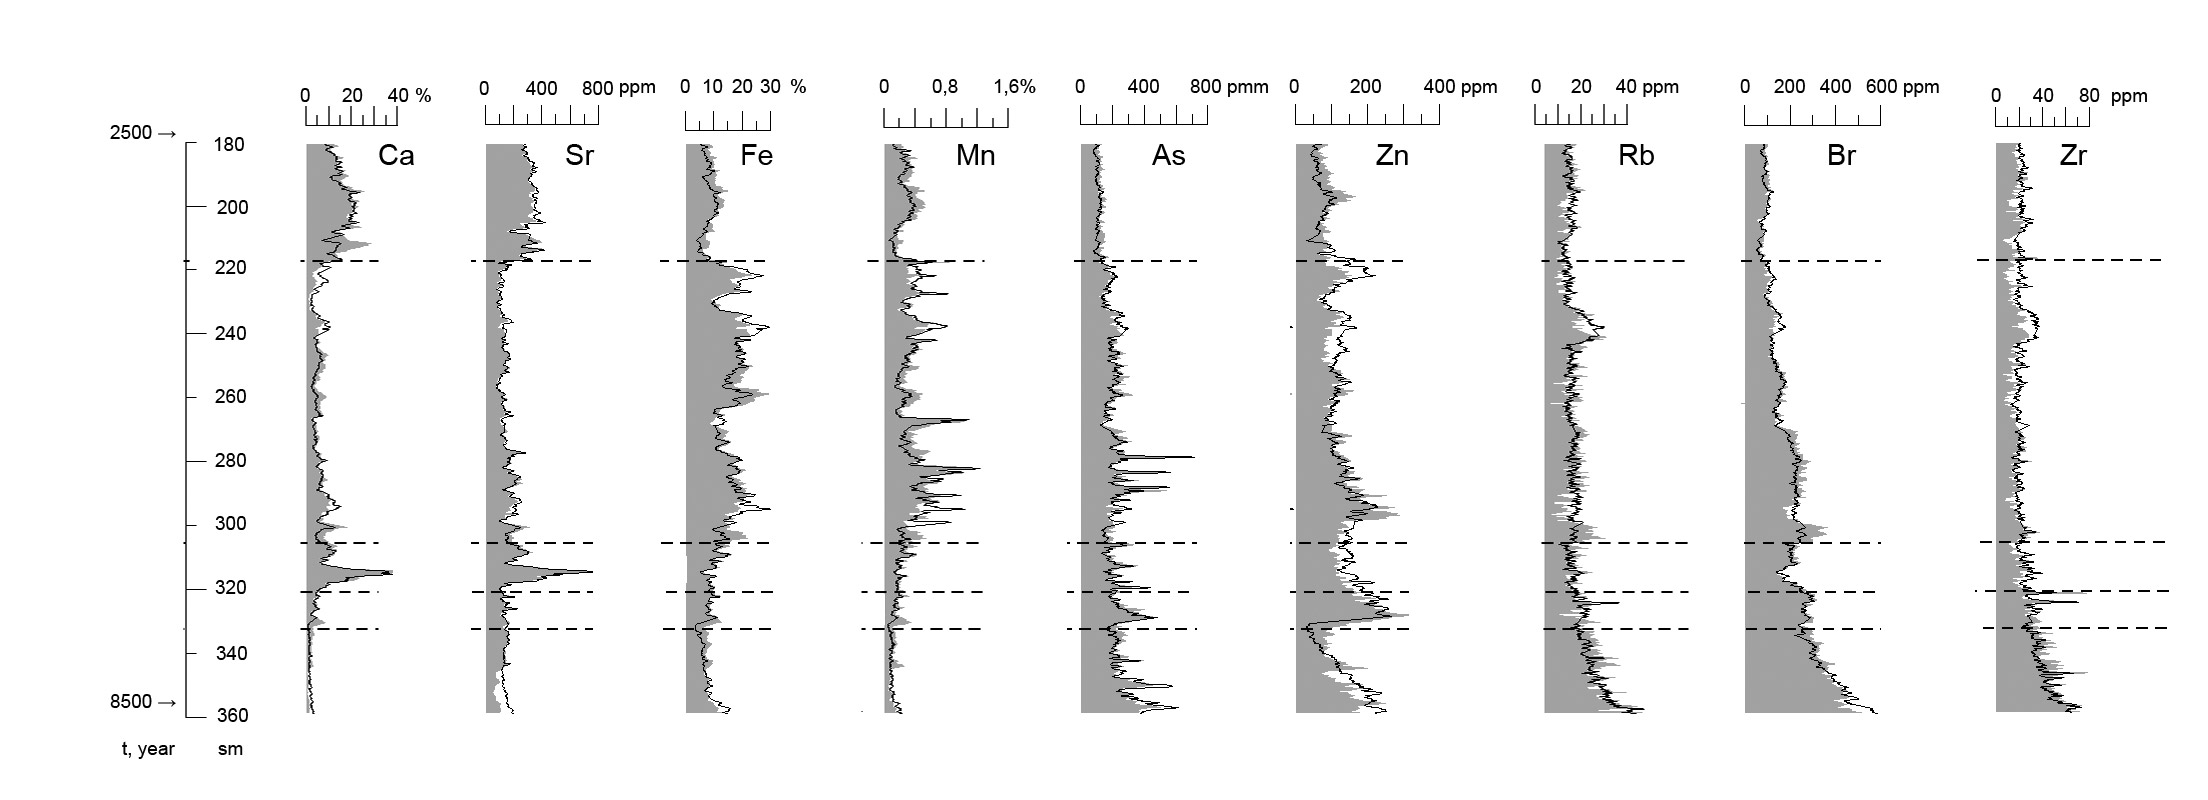 0 20 40 %
0 400 800 ppm
0 10 20 30 %
0 0,8 1,6%
0 400 800 pmm
0 200 400 ppm
0 20 40 ppm
0 200 400 600 ppm
0 40 80 ppm
2500 →
Ca Sr Fe Mn As Zn Rb Br Zr
180
200
220
240
260
280
300
320
340
8500 →
360
t, year sm